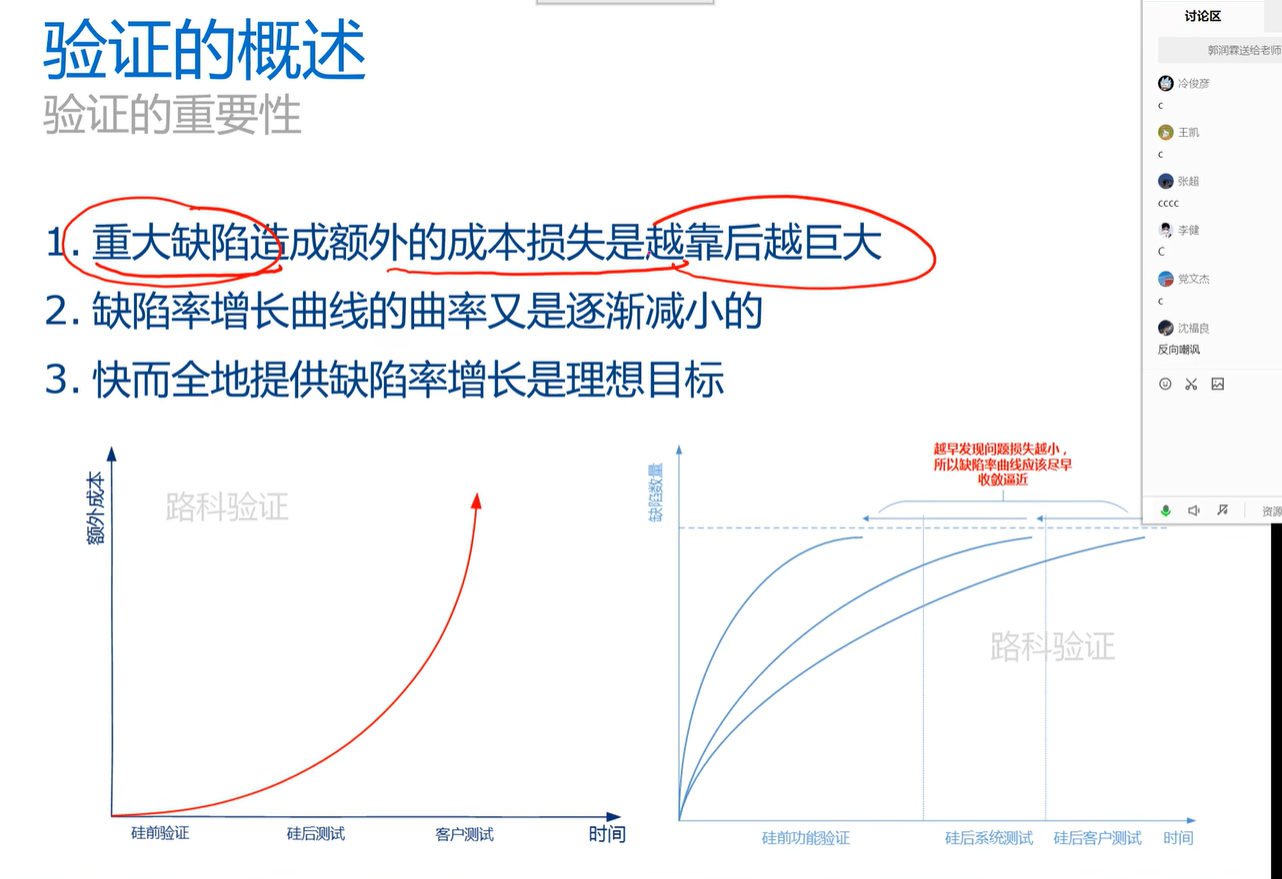 验证的概述
验证的重要性
1. 重大缺陷造成额外的成本损失是越靠后越巨大
2. 缺陷率增长曲线的曲率又是逐渐减小的
3. 快而全地提供缺陷率增长是理想目标
额外成本
路科验证
硅前验证
硅后测试
客户测试
时间
缺陷数量
越早发现问题损失越小，
所以缺陷率曲线应该尽早
收敛逼近
路科验证
硅前功能验证
硅后系统测试
硅后客户测试
时间
讨论区
郭润霖送给老师
冷俊彦
c
王凯
c
张超
cccc
李健
C
党文杰
c
沈福良
反向嘲讽
资源